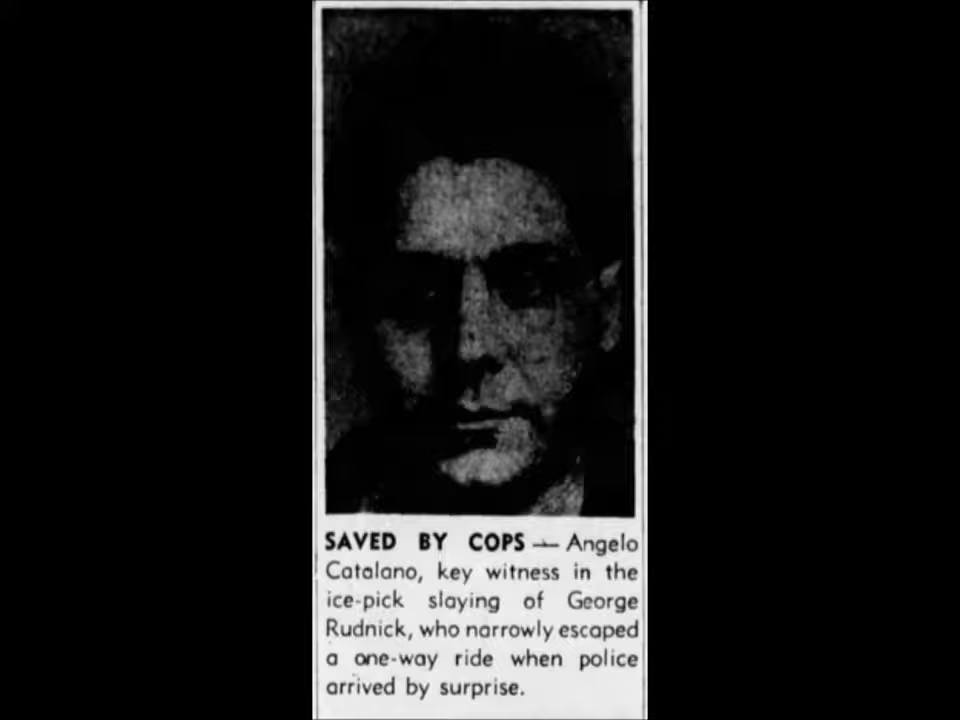 SAVED BY COPS — Angelo
Catalano, key witness in the
ice-pick slaying of George
Rudnick, who narrowly escaped
a one-way ride when police
arrived by surprise.